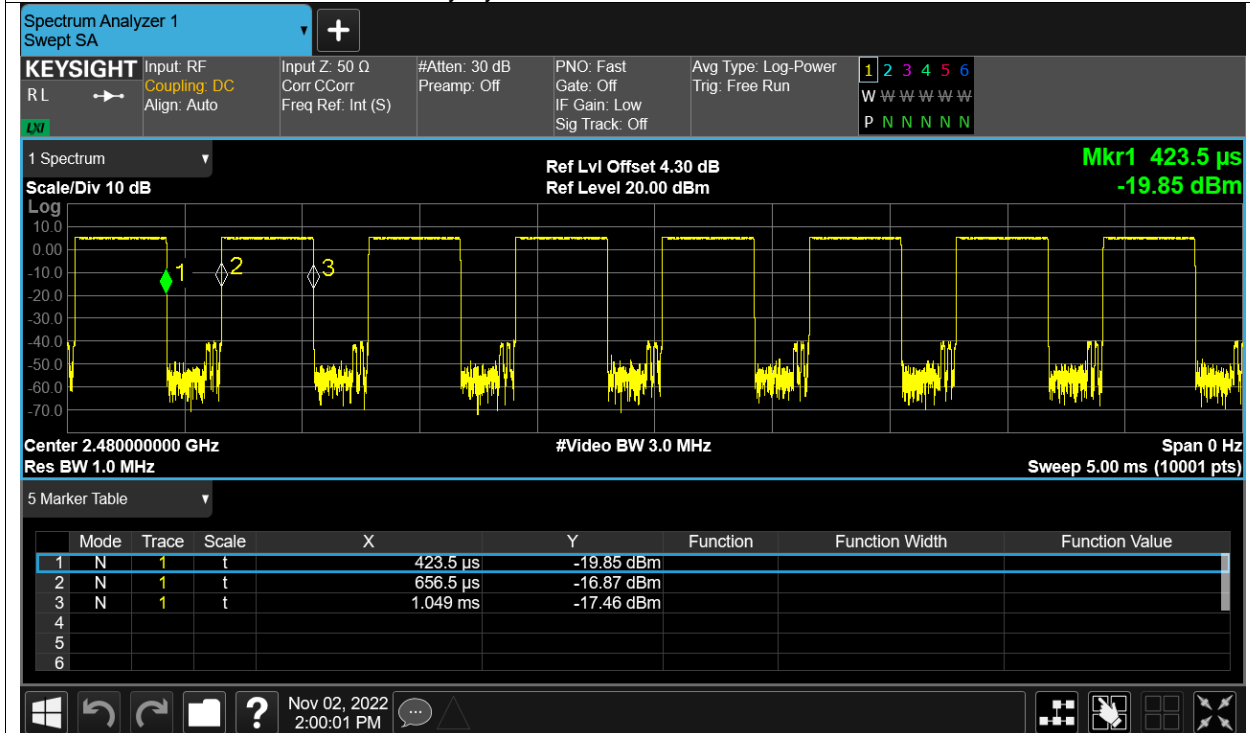 Spectrum Analyzer 1
Swept SA
+
KEYSIGHT Input: RF Input Z: 50 Ω #Atten: 30 dB PNO: Fast Avg Type: Log-Power 1 2 3 4 5 6
RL Coupling: DC Corr CCorr Preamp: Off Gate: Off Trig: Free Run W W W W W W
Align: Auto Freq Ref: Int (S) IF Gain: Low
LXI Sig Track: Off P N N N N N
1 Spectrum Ref Lvl Offset 4.30 dB Mkr1 423.5 µs
Scale/Div 10 dB Ref Level 20.00 dBm -19.85 dBm
Log
10.0
0.00
-10.0 1 2 3
-20.0
-30.0
-40.0
-50.0
-60.0
-70.0
Center 2.480000000 GHz #Video BW 3.0 MHz Span 0 Hz
Res BW 1.0 MHz Sweep 5.00 ms (10001 pts)
5 Marker Table
Mode Trace Scale X Y Function Function Width Function Value
1 N 1 t 423.5 µs -19.85 dBm
2 N 1 t 656.5 µs -16.87 dBm
3 N 1 t 1.049 ms -17.46 dBm
4
5
6
? Nov 02, 2022
2:00:01 PM